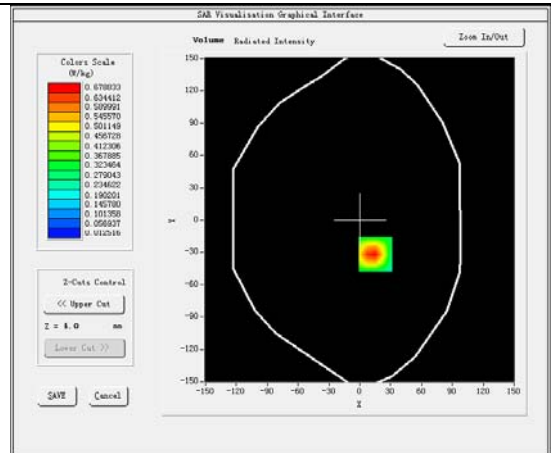 SAR Visualisation Graphical Interface
Volume Radiated Intensity
Zoom In/Out
Colors Scale
(W/kg)
0.678833
0.634412
0.589991
0.545570
0.501149
0.456728
0.412306
0.367885
0.323464
0.279043
0.234622
0.190201
0.145780
0.101358
0.056937
0.012516
Z-Cuts Control
<< Upper Cut
Z = 4.0 mm
Lower Cut >>
SAVE
Cancel
150
120
90
60
30
0
-30
-60
-90
-120
-150
Y
-150 -120 -90 -60 -30 0 30 60 90 120 150
X